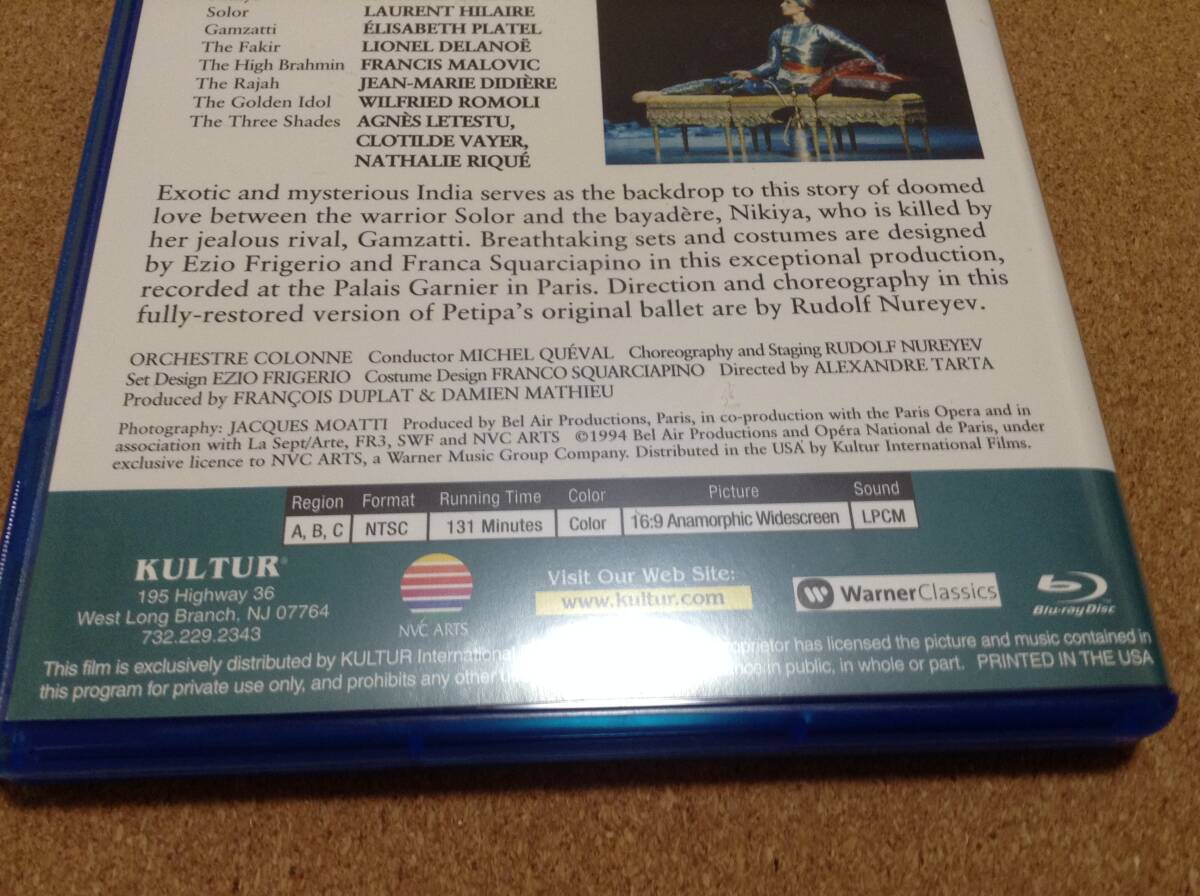 Solor LAURENT HILAIRE
Gamzatti ÉLISABETH PLATEL
The Fakir LIONEL DELANOË
The High Brahmin FRANCIS MALOVIC
The Rajah JEAN-MARIE DIDIÈRE
The Golden Idol WILFRIED ROMOLI
The Three Shades AGNÈS LETESTU,
CLOTILDE VAYER,
NATHALIE RIQUÉ
Exotic and mysterious India serves as the backdrop to this story of doomed
love between the warrior Solor and the bayadère, Nikiya, who is killed by
her jealous rival, Gamzatti. Breathtaking sets and costumes are designed
by Ezio Frigerio and Franca Squarciapino in this exceptional production,
recorded at the Palais Garnier in Paris. Direction and choreography in this
fully-restored version of Petipa's original ballet are by Rudolf Nureyev.
ORCHESTRE COLONNE Conductor MICHEL QUÉVAL Choreography and Staging RUDOLF NUREYEV
Set Design EZIO FRIGERIO Costume Design FRANCO SQUARCIAPINO Directed by ALEXANDRE TARTA
Produced by FRANÇOIS DUPLAT & DAMIEN MATHIEU
Photography: JACQUES MOATTI Produced by Bel Air Productions, Paris, in co-production with the Paris Opera and in
association with La Sept/Arte, FR3, SWF and NVC ARTS ©1994 Bel Air Productions and Opéra National de Paris, under
exclusive licence to NVC ARTS, a Warner Music Group Company. Distributed in the USA by Kultur International Films.
Region Format Running Time Color Picture Sound
A, B, C NTSC 131 Minutes Color 16:9 Anamorphic Widescreen LPCM
KULTUR®
195 Highway 36
West Long Branch, NJ 07764
732.229.2343
NVC ARTS
Visit Our Web Site:
www.kultur.com
WarnerClassics
Blu-ray Disc
This film is exclusively distributed by KULTUR International has licensed the picture and music contained in
this program for private use only, and prohibits any other in public, in whole or part. PRINTED IN THE USA